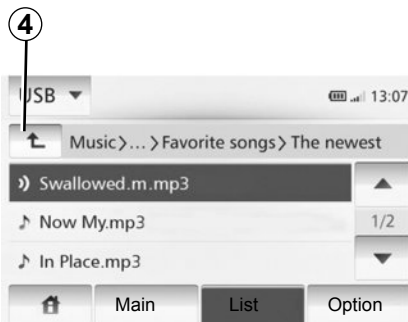 4
USB 13:07
Music>...>Favorite songs>The newest
Swallowed.m.mp3
Now My.mp3 1/2
In Place.mp3
Main List Option